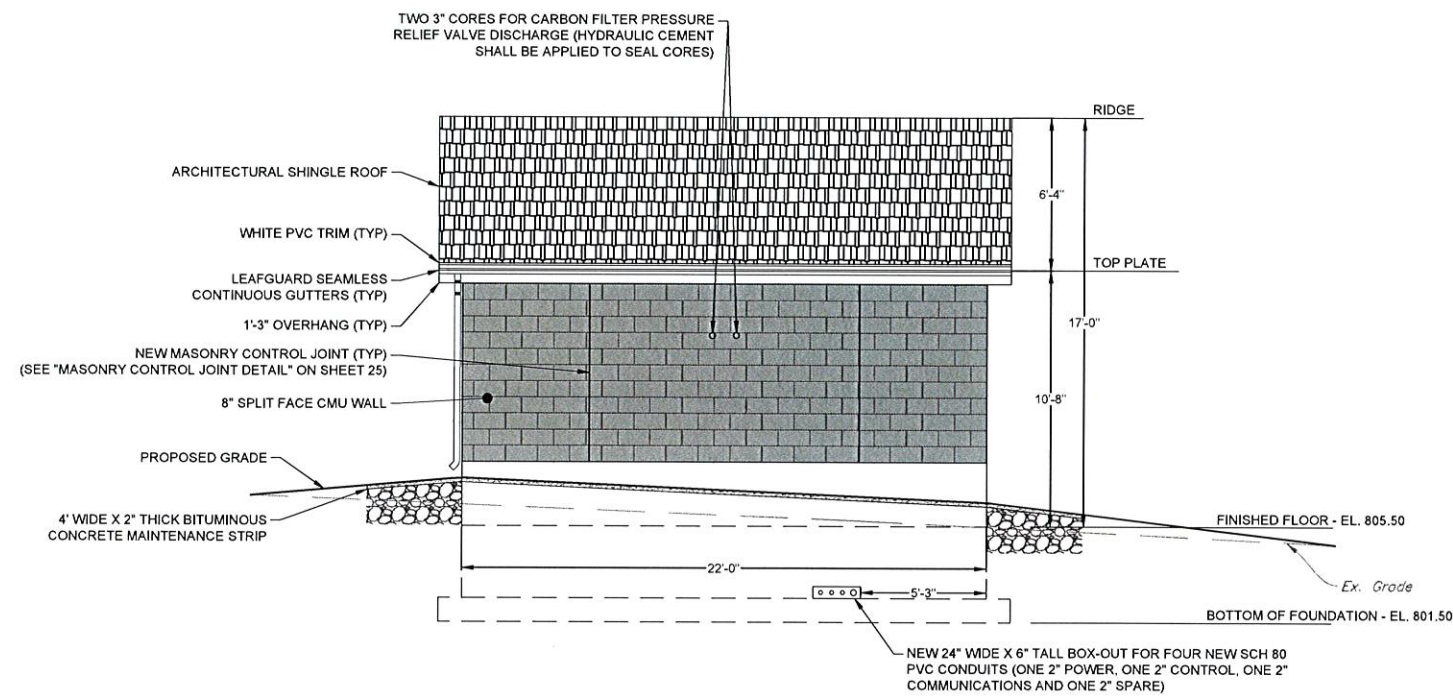 TWO 3" CORES FOR CARBON FILTER PRESSURE
RELIEF VALVE DISCHARGE (HYDRAULIC CEMENT
SHALL BE APPLIED TO SEAL CORES)
RIDGE
ARCHITECTURAL SHINGLE ROOF
6'-4"
WHITE PVC TRIM (TYP)
TOP PLATE
LEAFGUARD SEAMLESS
CONTINUOUS GUTTERS (TYP)
1'-3" OVERHANG (TYP)
17'-0"
NEW MASONRY CONTROL JOINT (TYP)
(SEE "MASONRY CONTROL JOINT DETAIL" ON SHEET 25)
8" SPLIT FACE CMU WALL
10'-8"
PROPOSED GRADE
4' WIDE X 2" THICK BITUMINOUS
CONCRETE MAINTENANCE STRIP
FINISHED FLOOR - EL. 805.50
22'-0"
5'-3"
Ex. Grade
BOTTOM OF FOUNDATION - EL. 801.50
NEW 24" WIDE X 6" TALL BOX-OUT FOR FOUR NEW SCH 80
PVC CONDUITS (ONE 2" POWER, ONE 2" CONTROL, ONE 2"
COMMUNICATIONS AND ONE 2" SPARE)